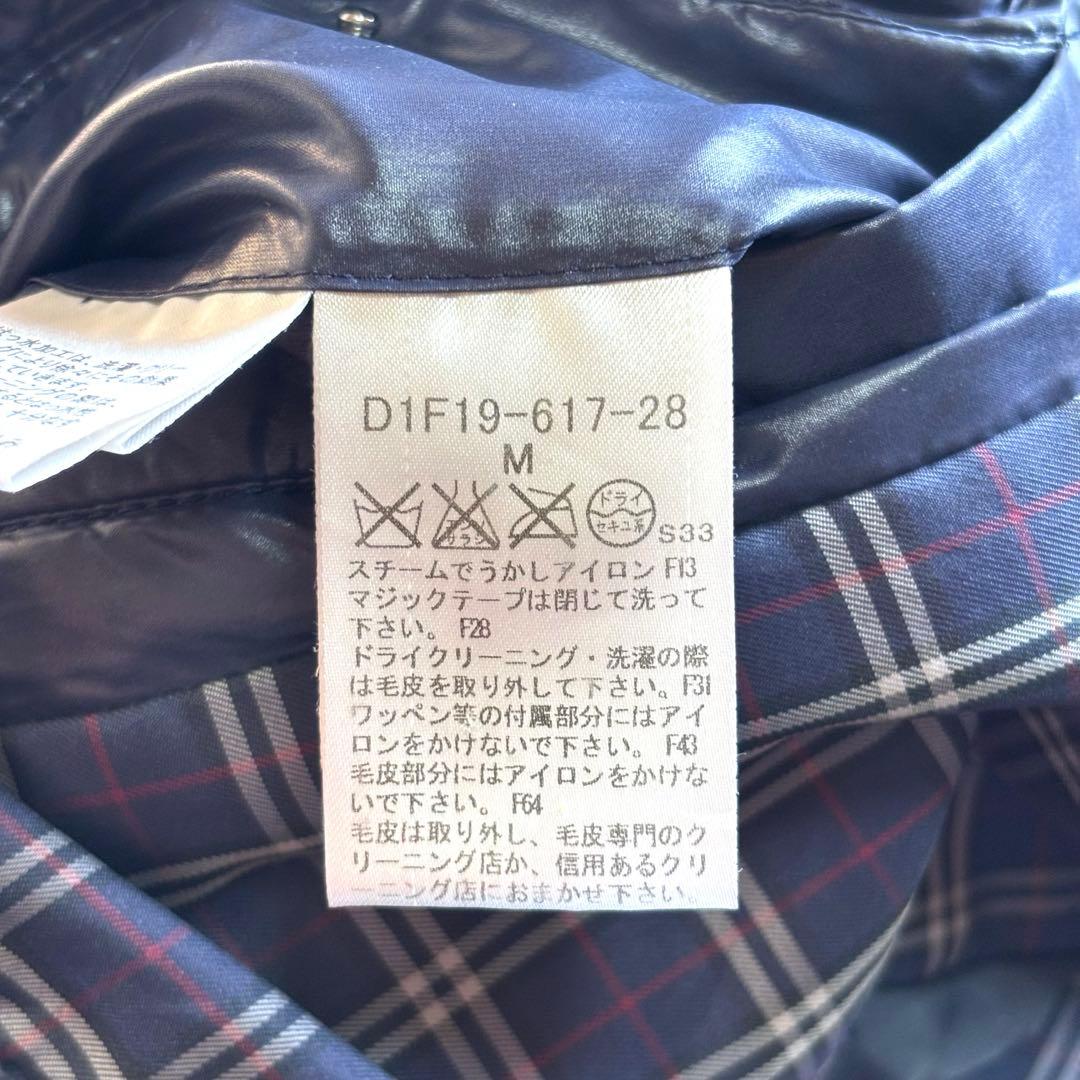 D1F19-617-28
M
エンソサラシ
ドライ
セキユ系
S33
スチームでうかしアイロン F13
マジックテープは閉じて洗って
下さい。 F28
ドライクリーニング・洗濯の際
は毛皮を取り外して下さい。F31
ワッペン等の付属部分にはアイ
ロンをかけないで下さい。 F43
毛皮部分にはアイロンをかけな
いで下さい。 F64
毛皮は取り外し、毛皮専門のク
リーニング店か、信用あるクリ
ーニング店におまかせ下さい。